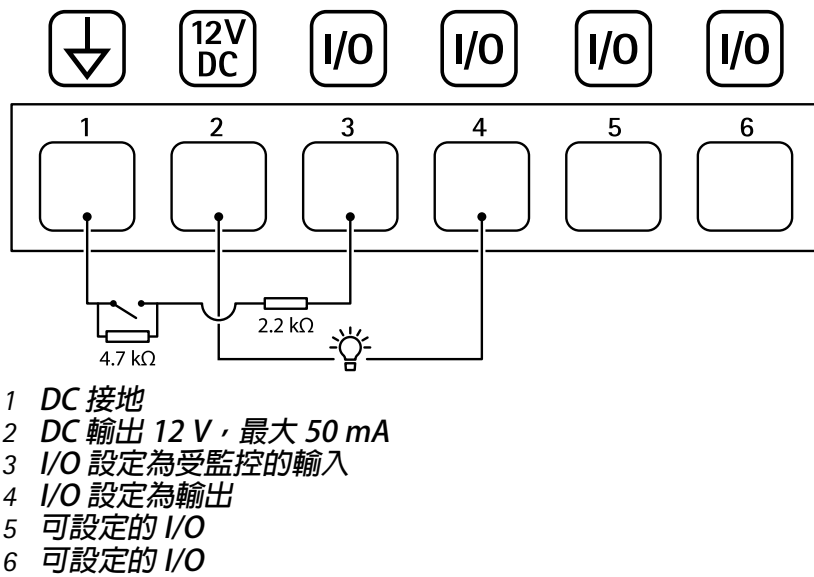 12V
DC
I/O
I/O
I/O
I/O
1
2
3
4
5
6
2.2 kΩ
4.7 kΩ
1 DC 接地
2 DC 輸出 12 V，最大 50 mA
3 I/O 設定為受監控的輸入
4 I/O 設定為輸出
5 可設定的 I/O
6 可設定的 I/O